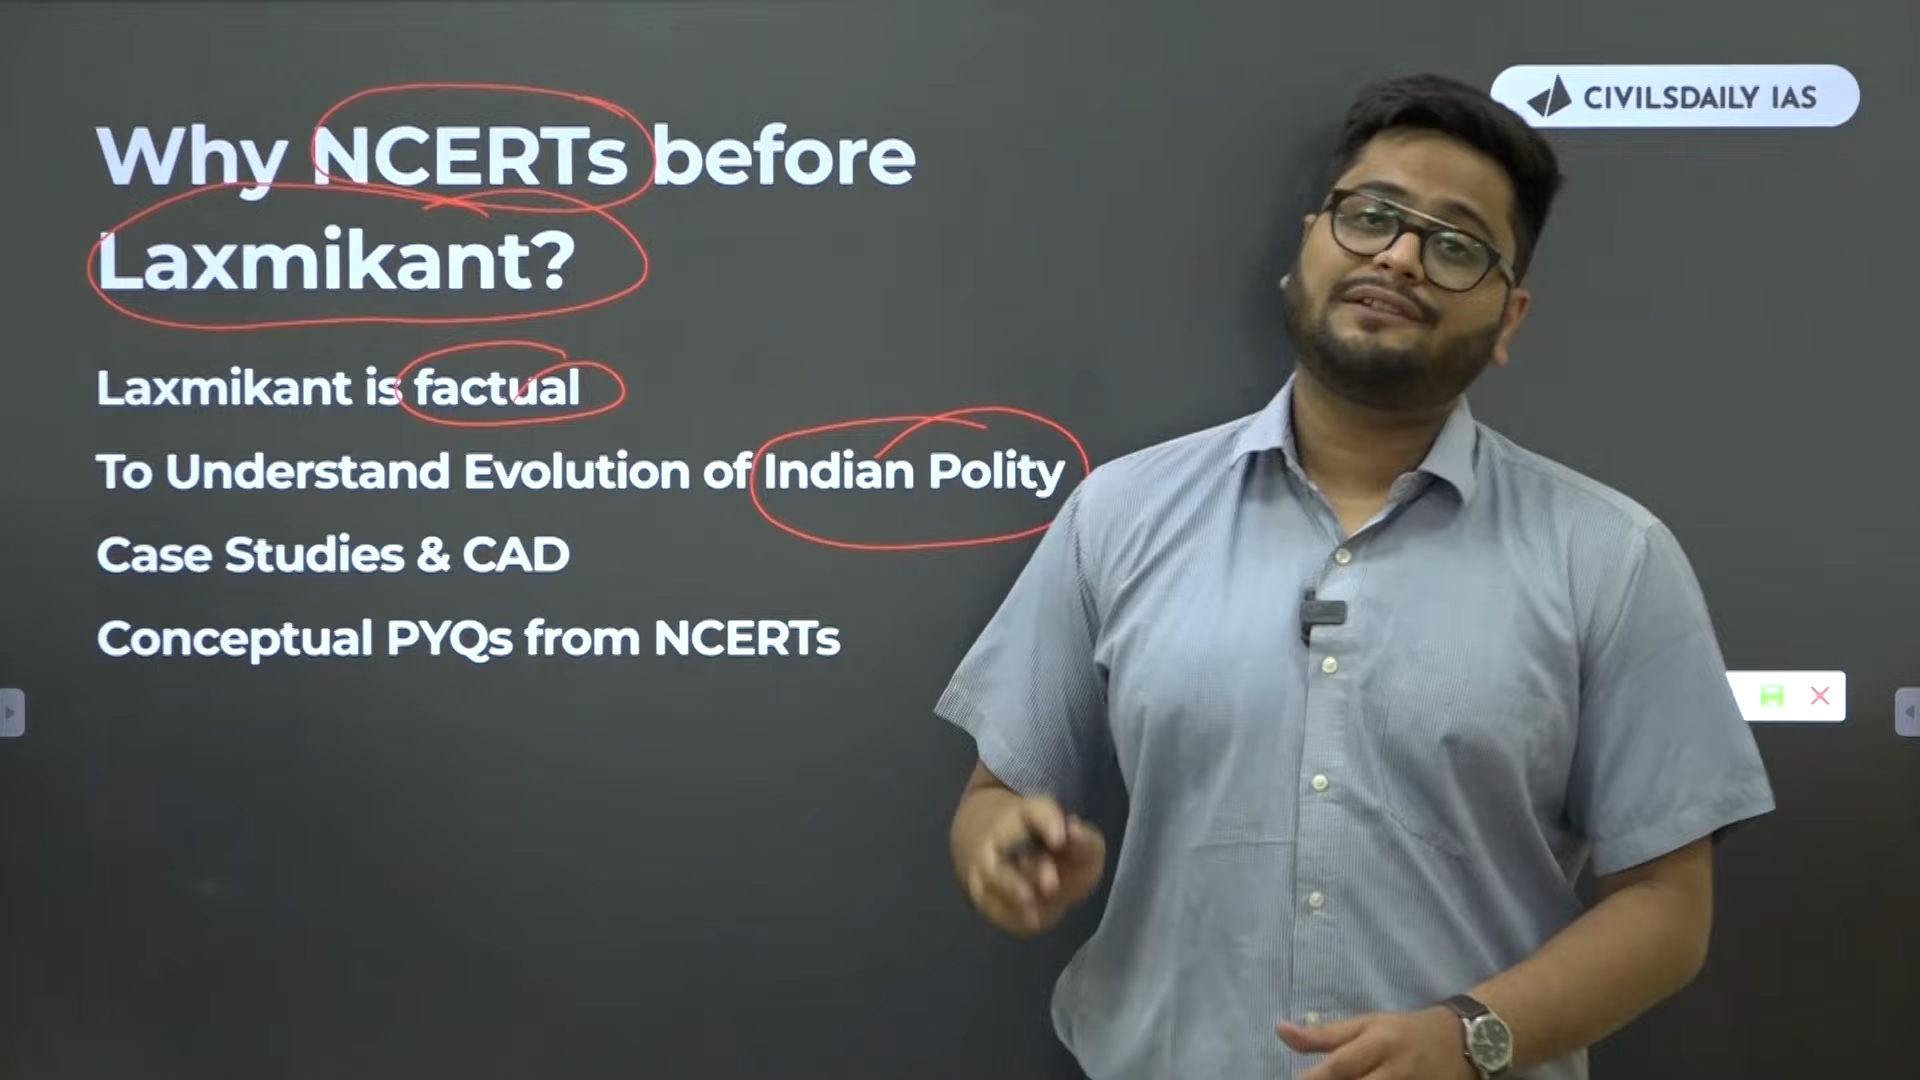 CIVILSDAILY IAS
Why NCERTs before
Laxmikant?
Laxmikant is factual
To Understand Evolution of Indian Polity
Case Studies & CAD
Conceptual PYQs from NCERTs